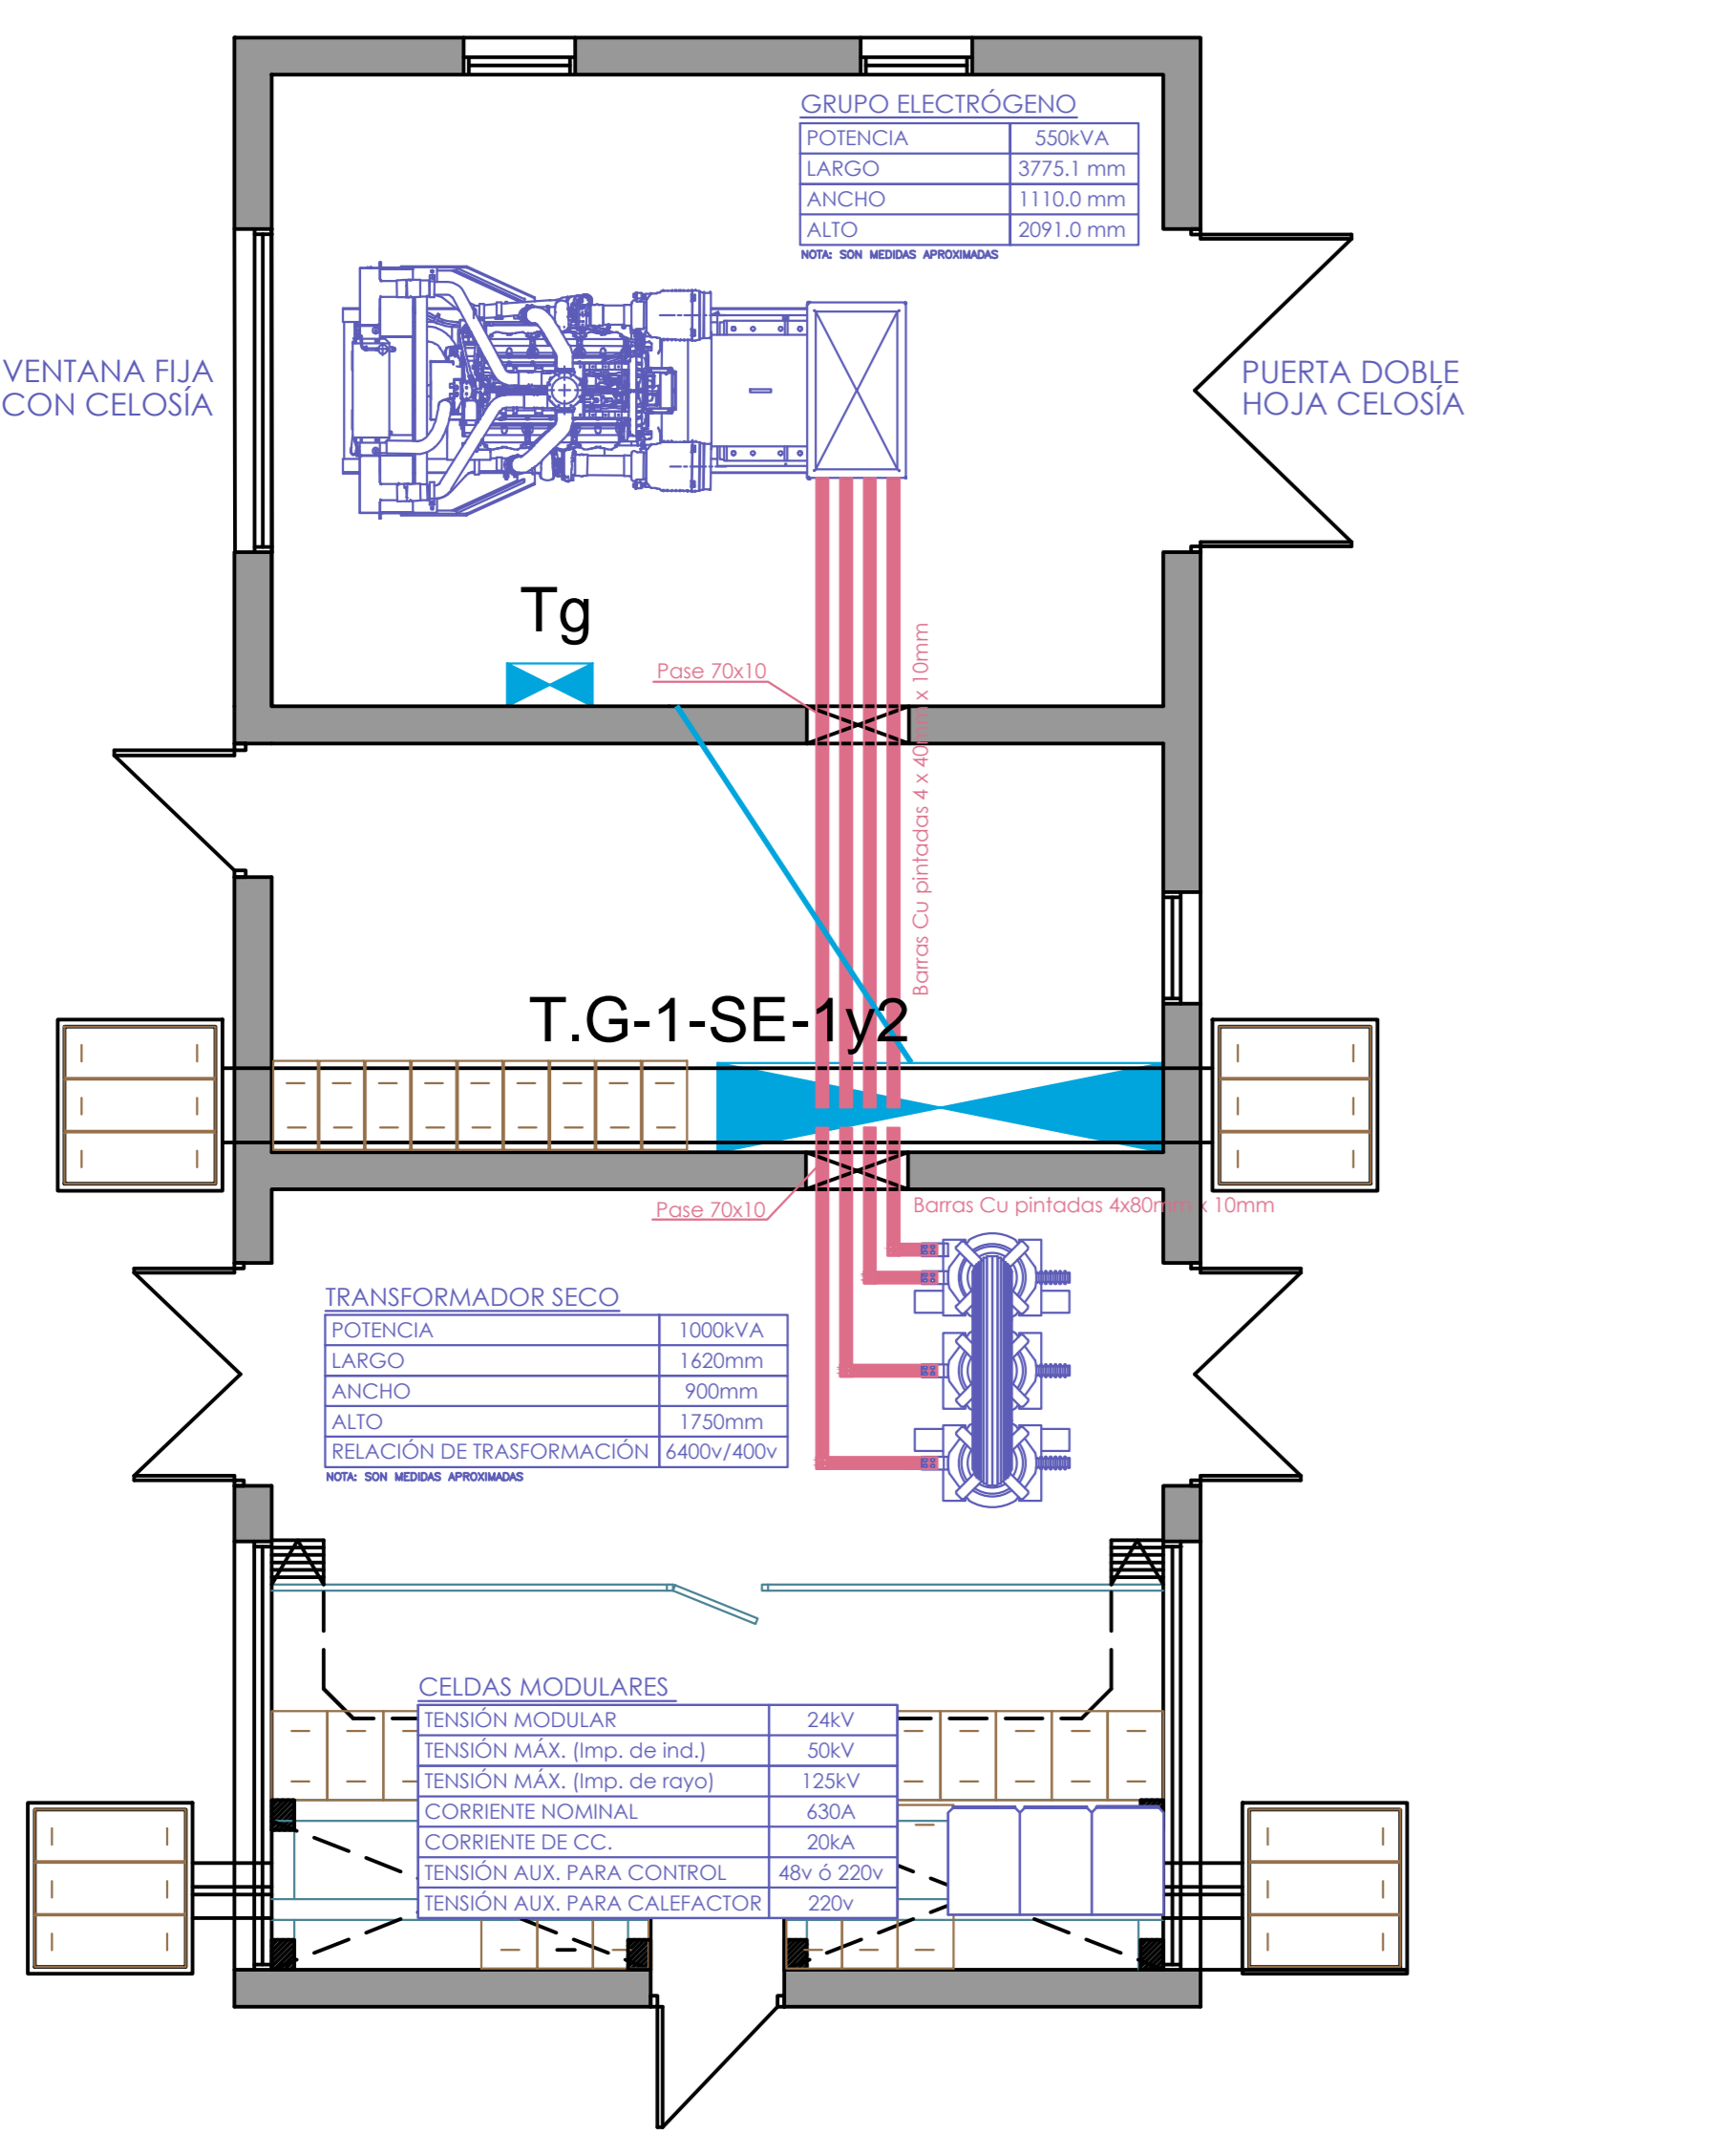 GRUPO ELECTRÓGENO
POTENCIA 550kVA
LARGO 3775.1 mm
ANCHO 1110.0 mm
ALTO 2091.0 mm
NOTA: SON MEDIDAS APROXIMADAS
VENTANA FIJA
CON CELOSÍA
PUERTA DOBLE
HOJA CELOSÍA
Tg
Pase 70x10
Barras Cu pintadas 4 x 40mm x 10mm
T.G-1-SE-1y2
Pase 70x10
Barras Cu pintadas 4x80mm x 10mm
TRANSFORMADOR SECO
POTENCIA 1000kVA
LARGO 1620mm
ANCHO 900mm
ALTO 1750mm
RELACIÓN DE TRASFORMACIÓN 6400v/400v
NOTA: SON MEDIDAS APROXIMADAS
CELDAS MODULARES
TENSIÓN MODULAR 24kV
TENSIÓN MÁX. (Imp. de ind.) 50kV
TENSIÓN MÁX. (Imp. de rayo) 125kV
CORRIENTE NOMINAL 630A
CORRIENTE DE CC. 20kA
TENSIÓN AUX. PARA CONTROL 48v ó 220v
TENSIÓN AUX. PARA CALEFACTOR 220v